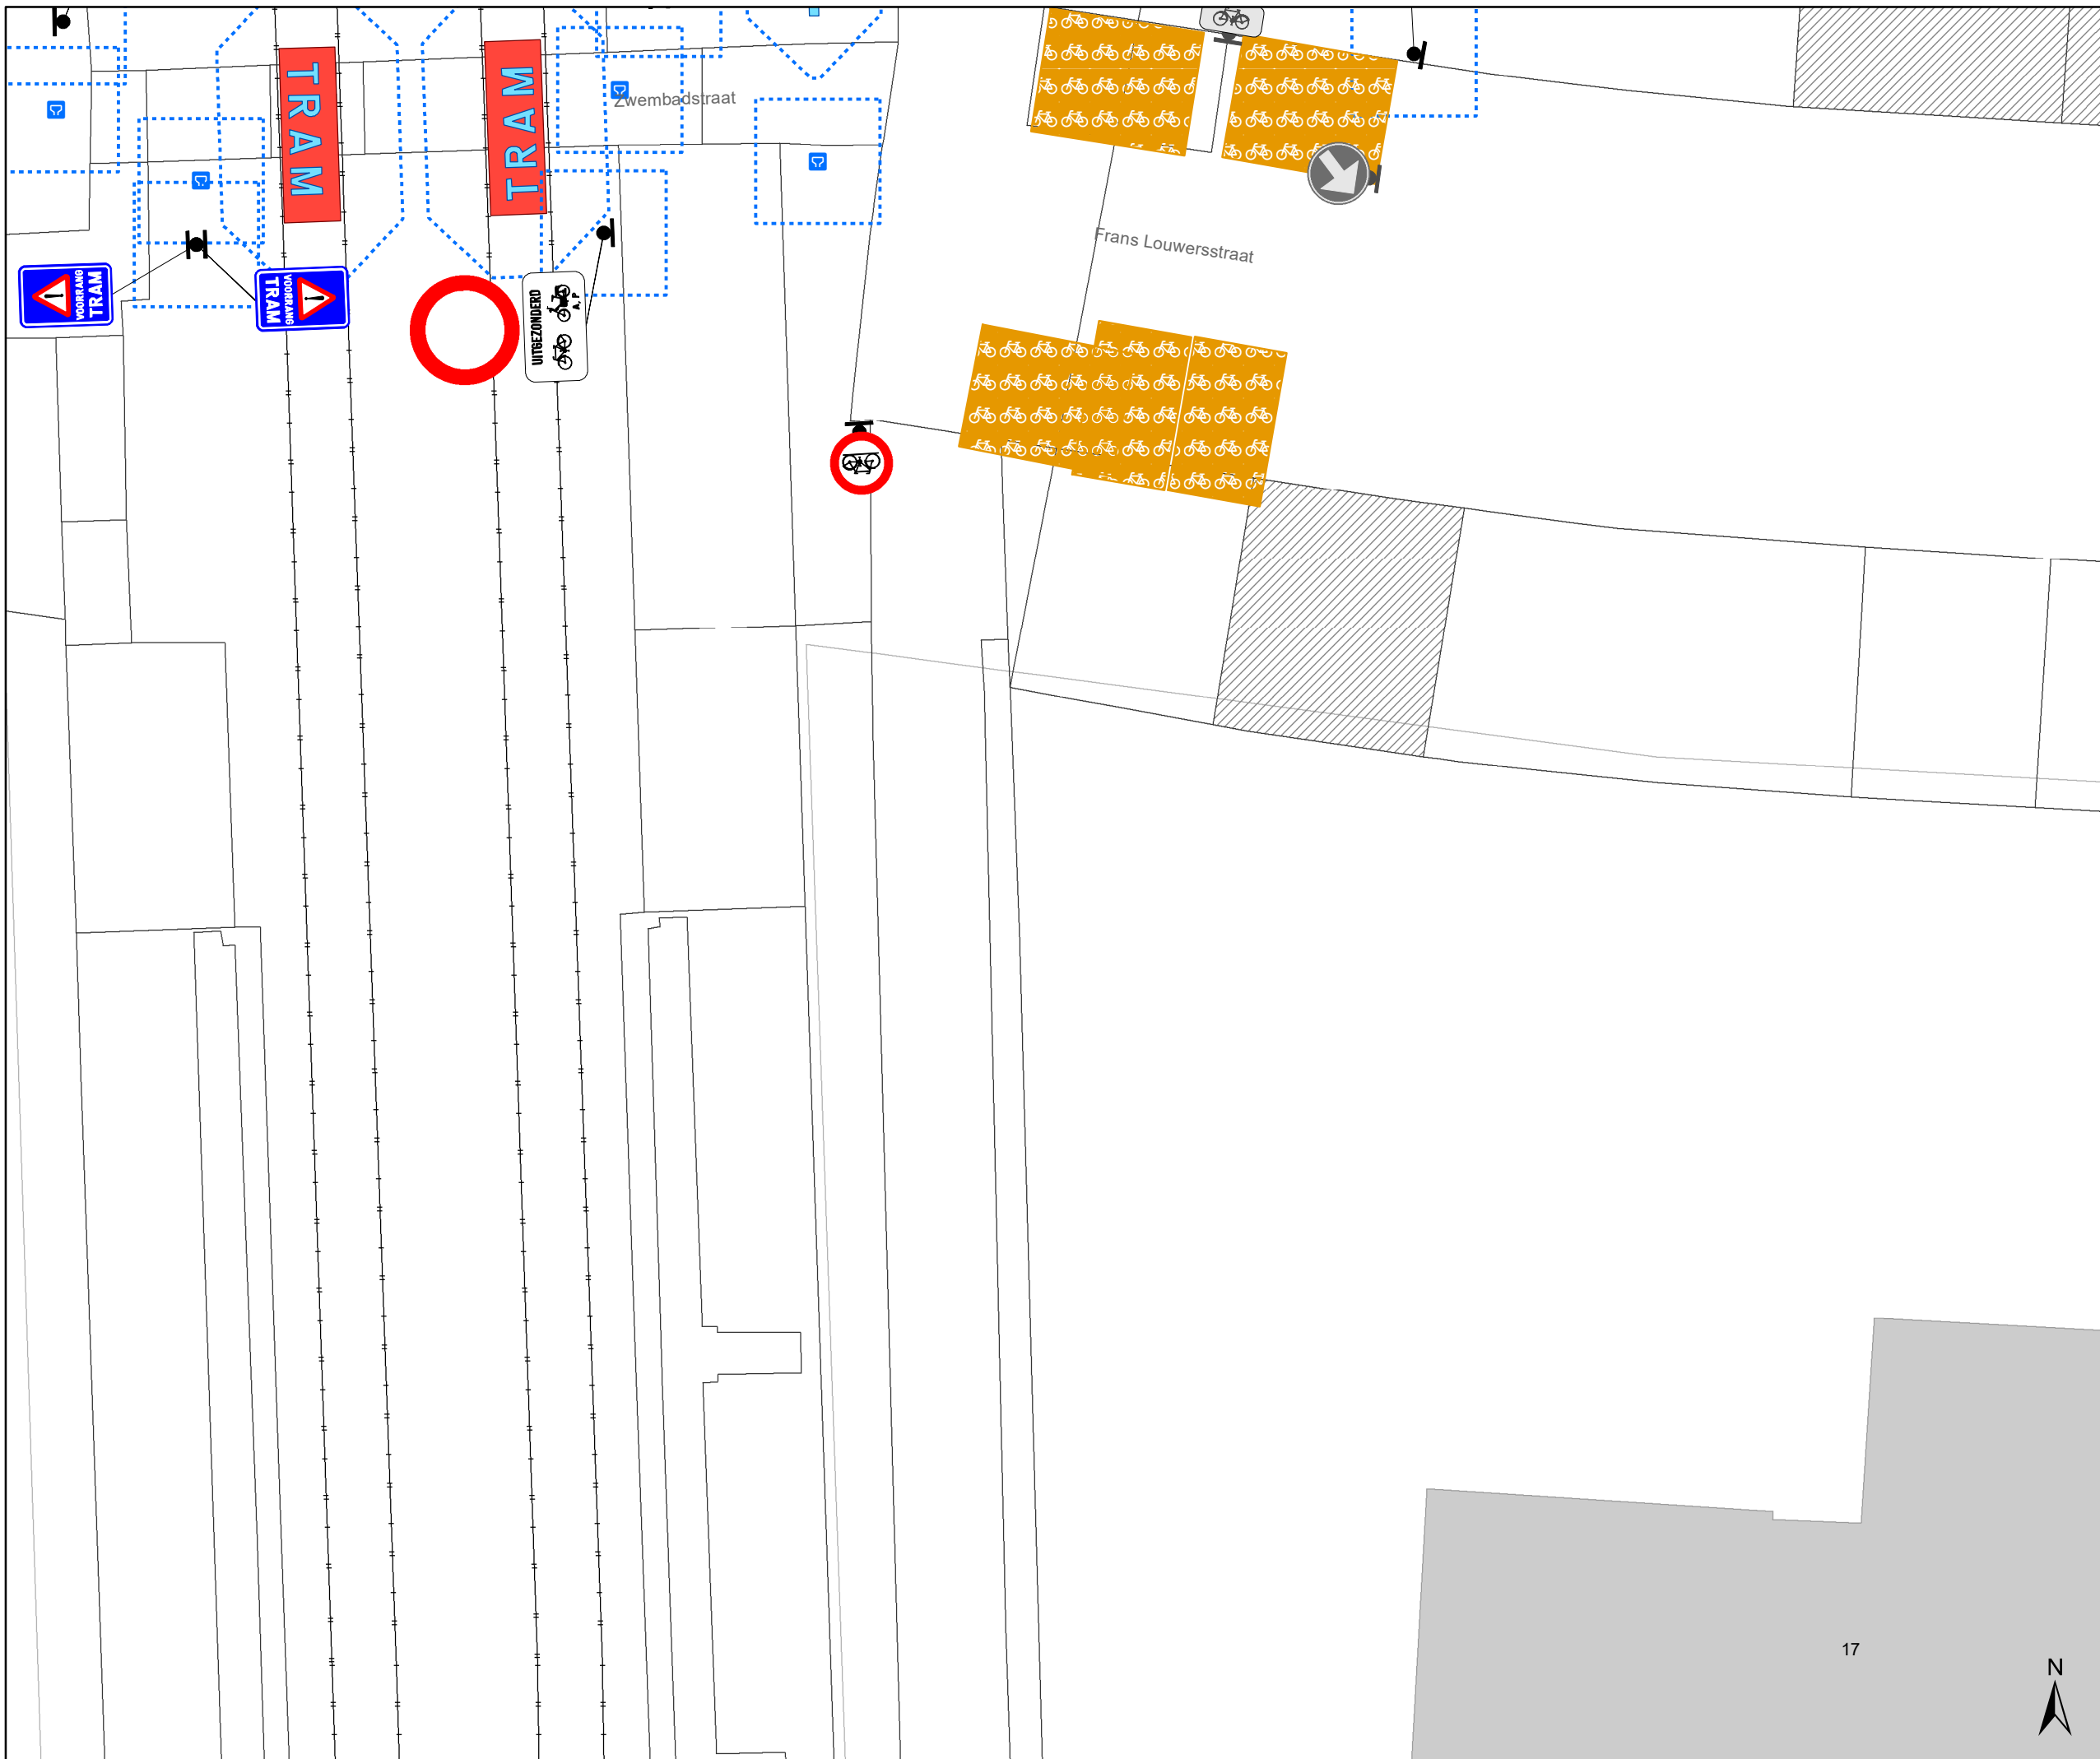 TRAM
TRAM
Zwembadstraat
VOORRANG
TRAM
VOORRANG
TRAM
UITGEZONDERD
A, P
Frans Louwersstraat
17
N